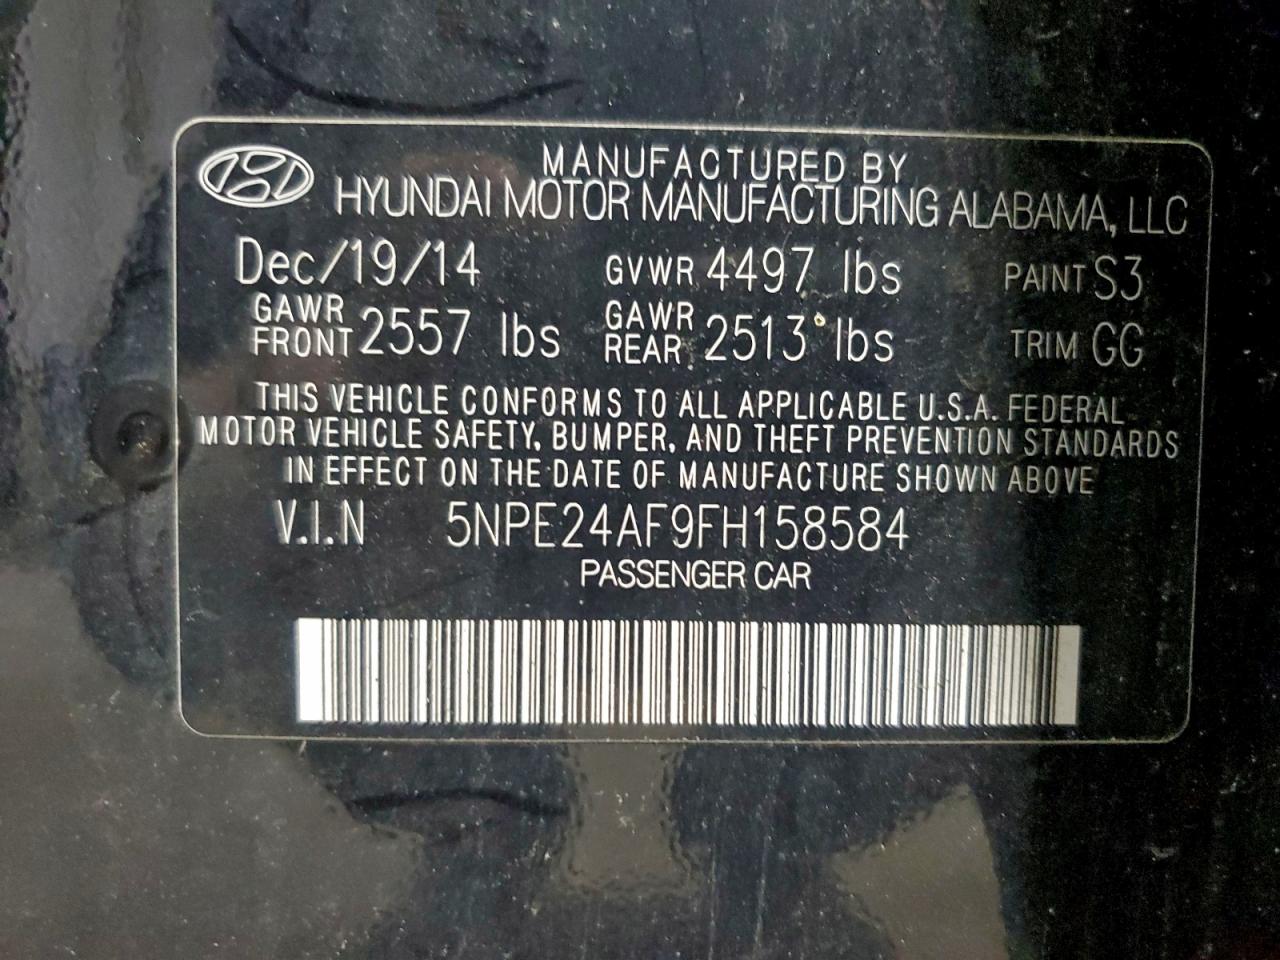 MANUFACTURED BY
HYUNDAI MOTOR MANUFACTURING ALABAMA, LLC
Dec/19/14 GVWR 4497 lbs PAINT S3
GAWR FRONT 2557 lbs GAWR REAR 2513 lbs TRIM GG
THIS VEHICLE CONFORMS TO ALL APPLICABLE U.S.A. FEDERAL
MOTOR VEHICLE SAFETY, BUMPER, AND THEFT PREVENTION STANDARDS
IN EFFECT ON THE DATE OF MANUFACTURE SHOWN ABOVE
V.I.N 5NPE24AF9FH158584
PASSENGER CAR